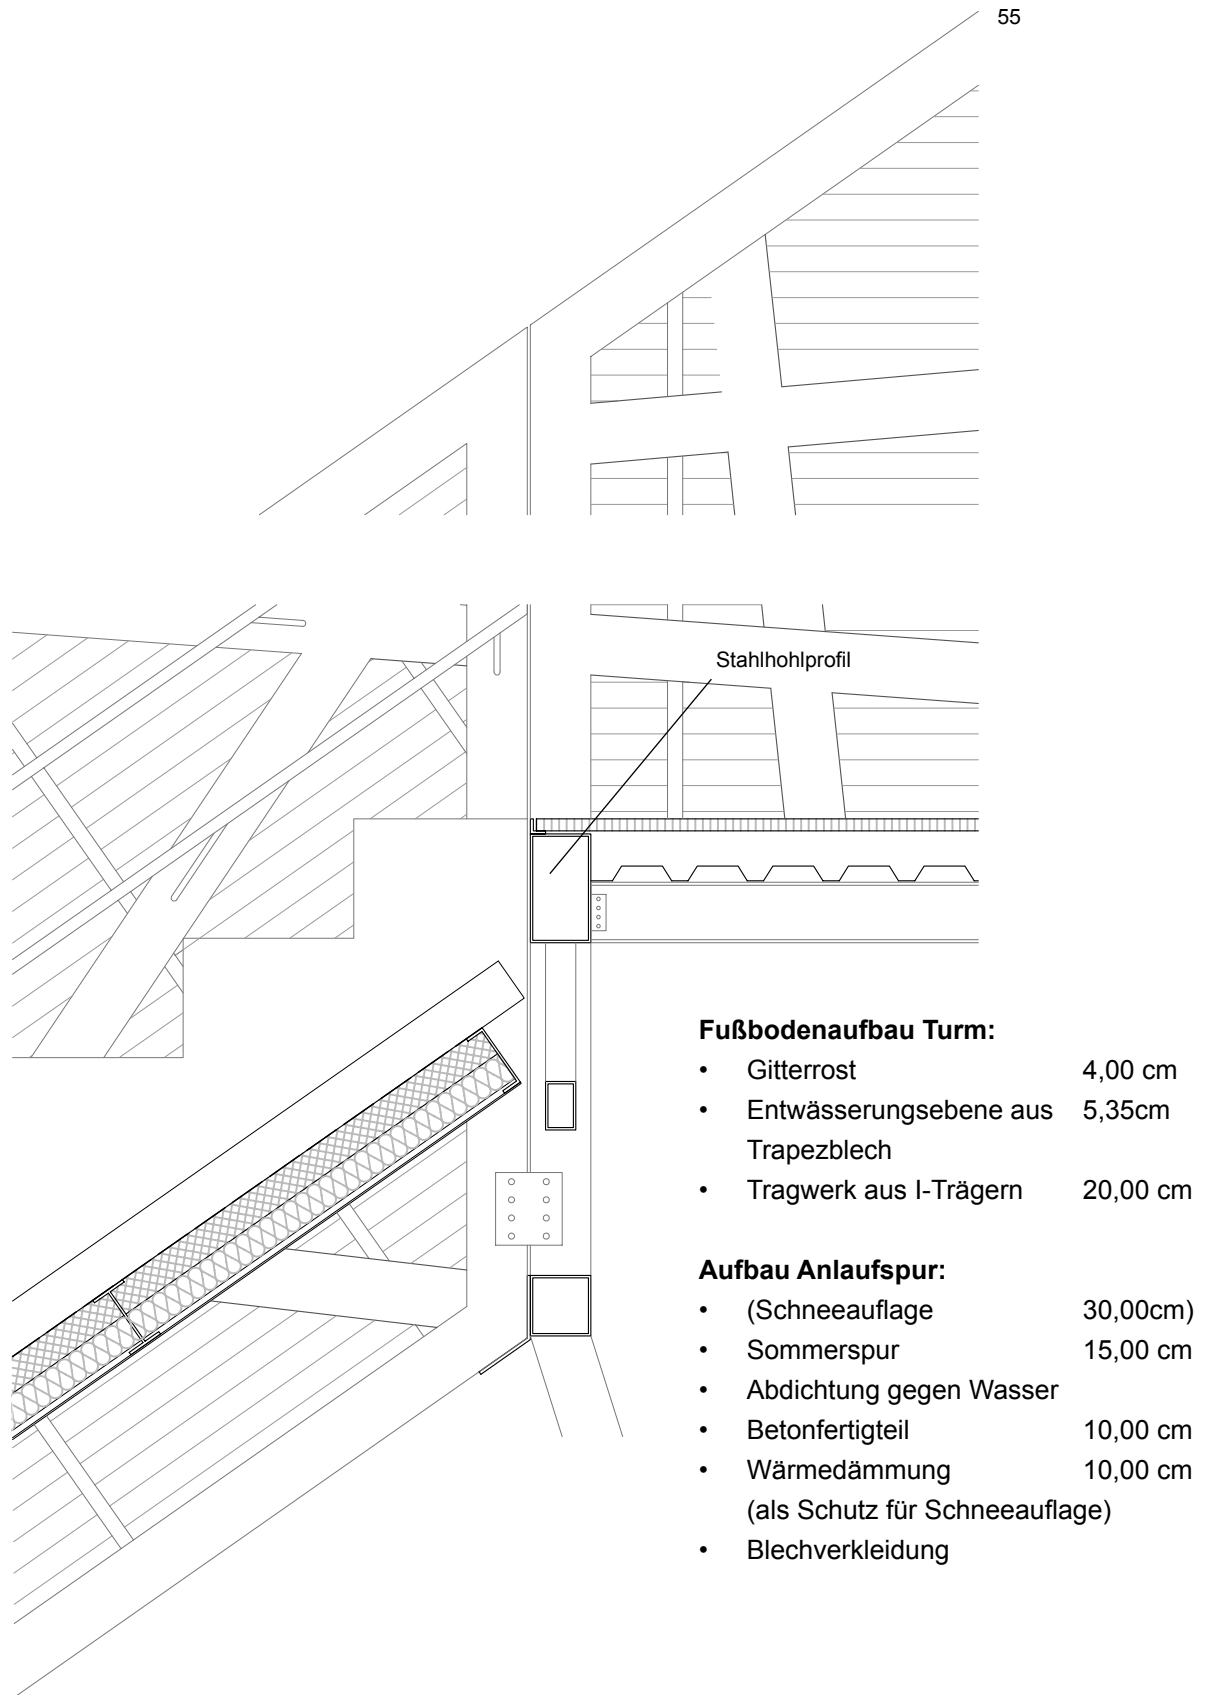 55
Stahlhohlprofil
Fußbodenaufbau Turm:
• Gitterrost 4,00 cm
• Entwässerungsebene aus 5,35cm
Trapezblech
• Tragwerk aus I-Trägern 20,00 cm
Aufbau Anlaufspur:
• (Schneeauflage 30,00cm)
• Sommerspur 15,00 cm
• Abdichtung gegen Wasser
• Betonfertigteil 10,00 cm
• Wärmedämmung 10,00 cm
(als Schutz für Schneeauflage)
• Blechverkleidung